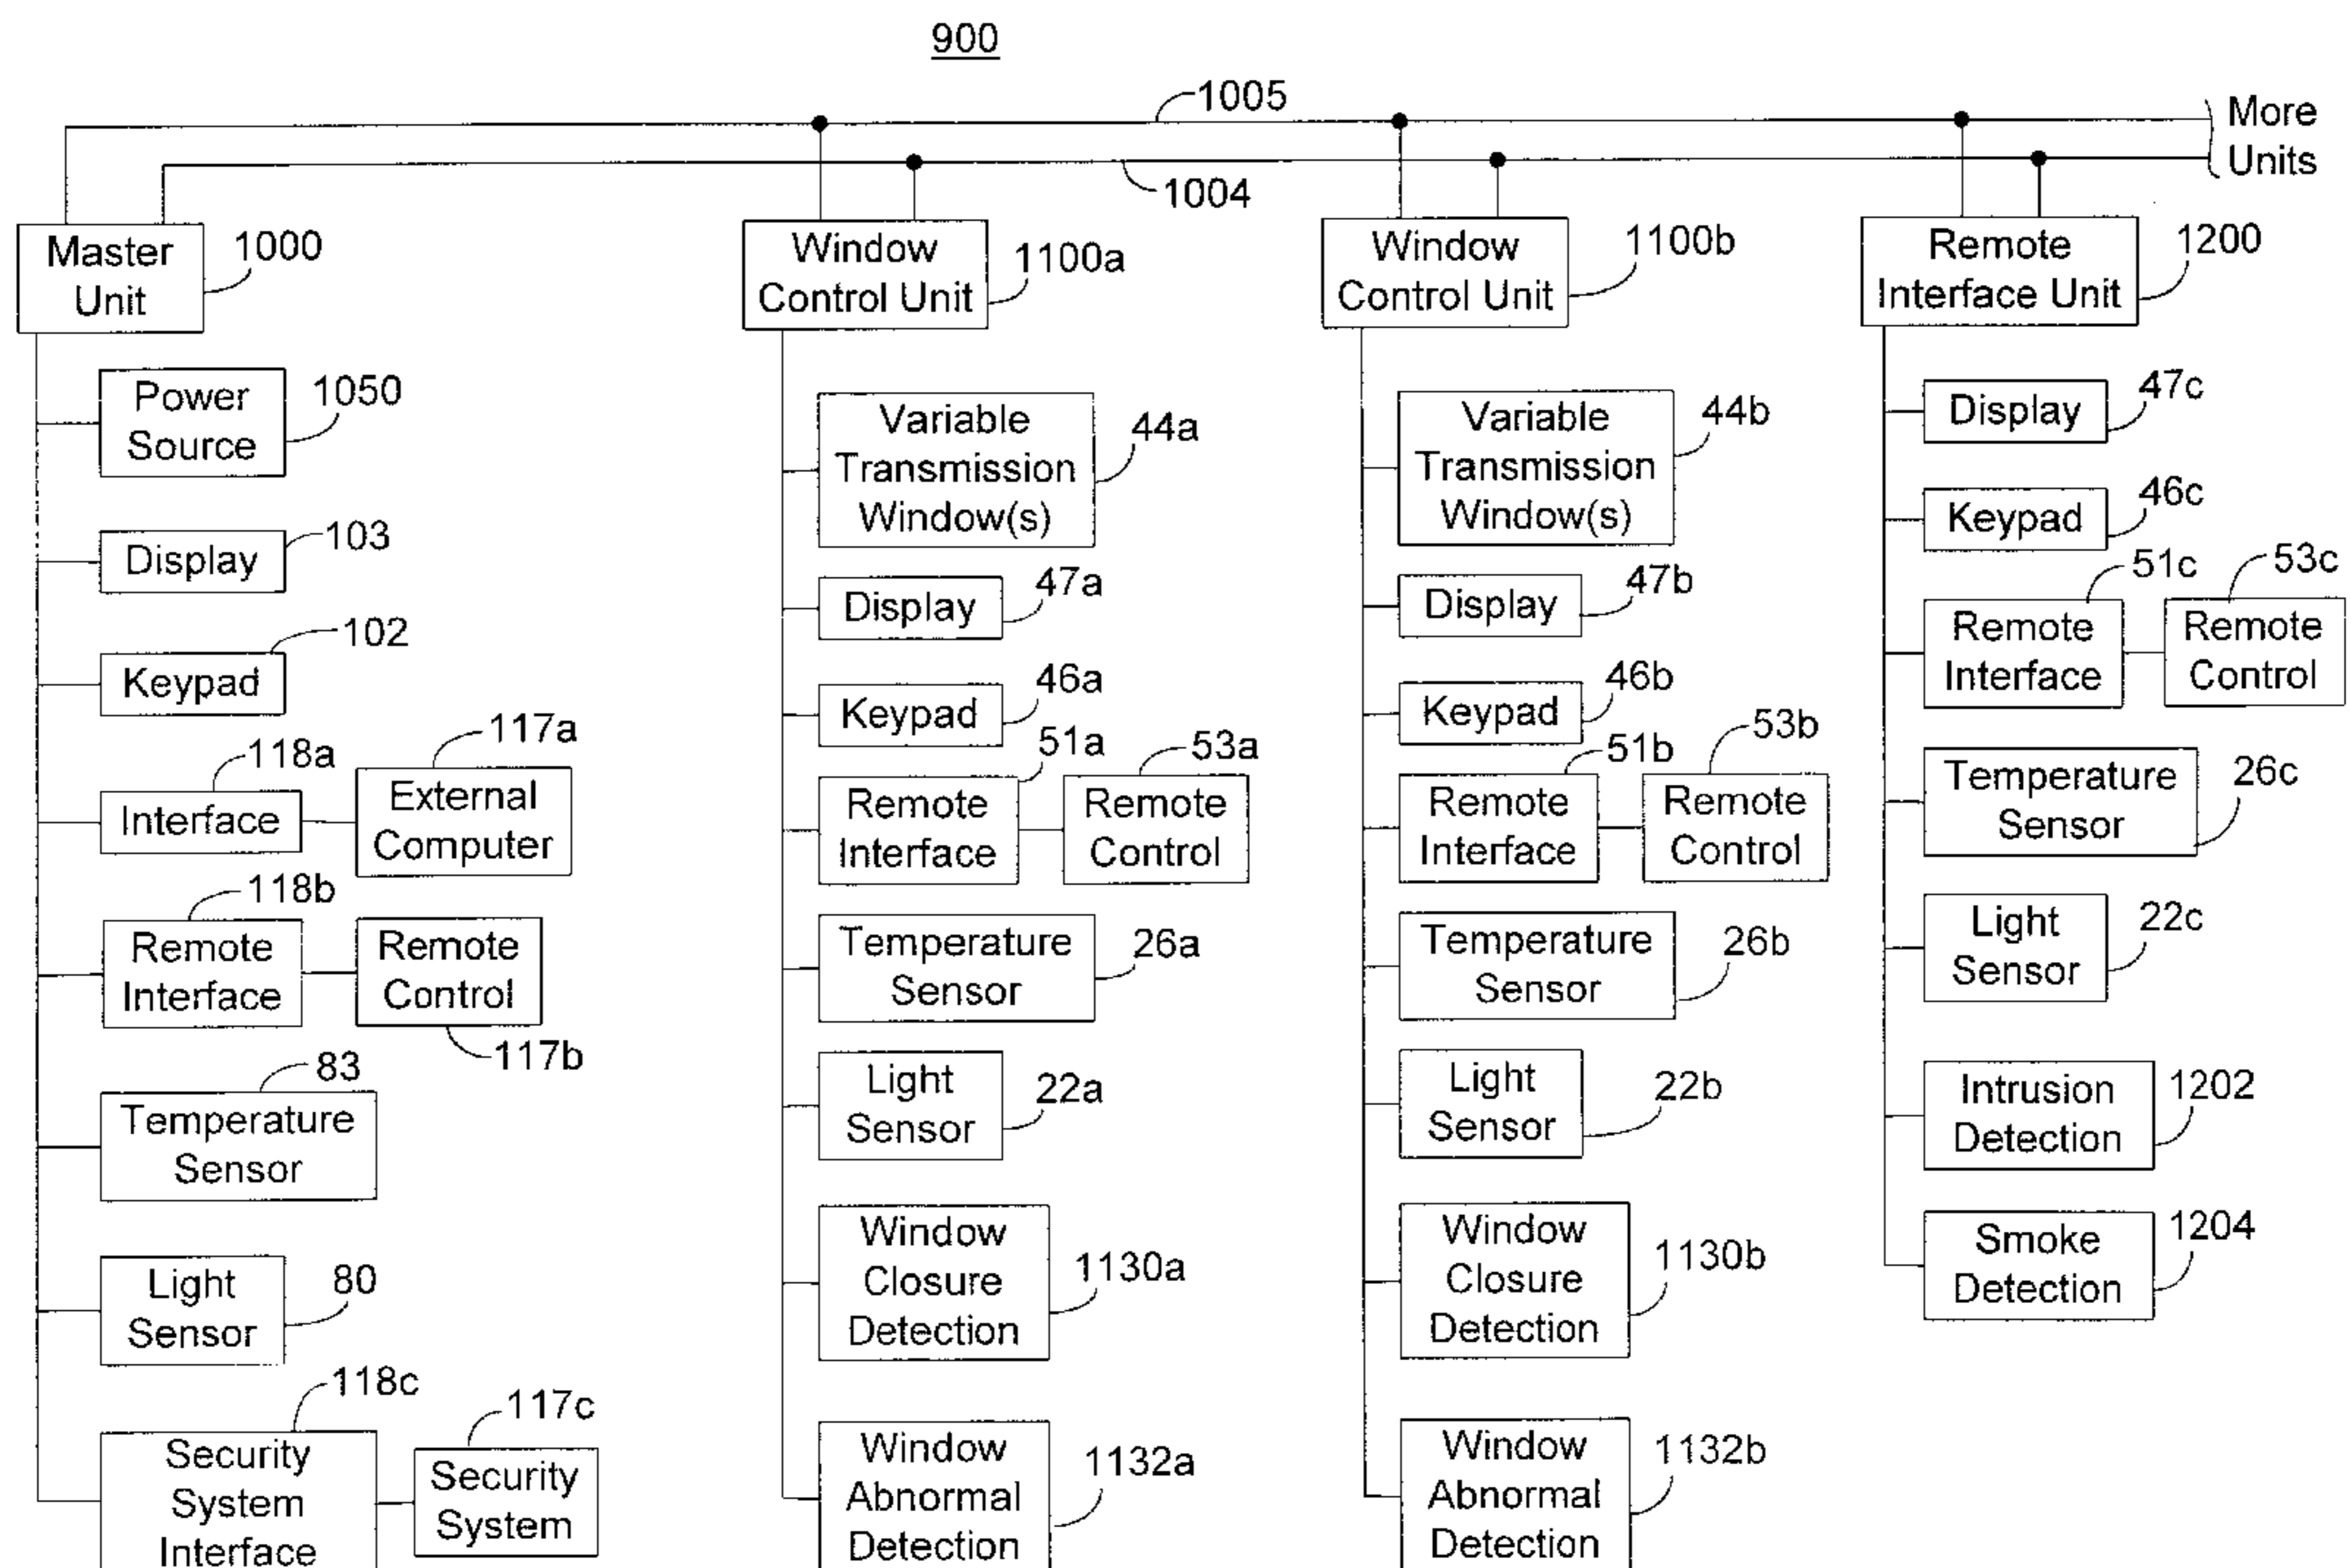 900
1005
More
Units
1004
Master
Unit
1000
Power
Source
1050
Display
103
Keypad
102
Interface
118a
External
Computer
117a
Remote
Interface
118b
Remote
Control
117b
Temperature
Sensor
83
Light
Sensor
80
Security
System
Interface
118c
Security
System
117c
Window
Control Unit
1100a
Variable
Transmission
Window(s)
44a
Display
47a
Keypad
46a
Remote
Interface
51a
Remote
Control
53a
Temperature
Sensor
26a
Light
Sensor
22a
Window
Closure
Detection
1130a
Window
Abnormal
Detection
1132a
Window
Control Unit
1100b
Variable
Transmission
Window(s)
44b
Display
47b
Keypad
46b
Remote
Interface
51b
Remote
Control
53b
Temperature
Sensor
26b
Light
Sensor
22b
Window
Closure
Detection
1130b
Window
Abnormal
Detection
1132b
Remote
Interface Unit
1200
Display
47c
Keypad
46c
Remote
Interface
51c
Remote
Control
53c
Temperature
Sensor
26c
Light
Sensor
22c
Intrusion
Detection
1202
Smoke
Detection
1204